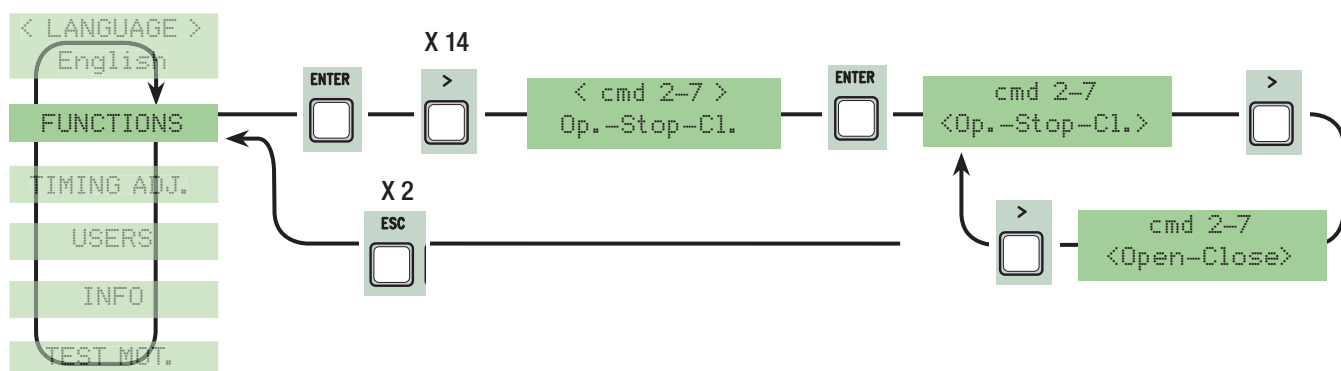 < LANGUAGE >
English
FUNCTIONS
TIMING ADJ.
USERS
INFO
TEST MOT.
ENTER
X 14
>
< cmd 2–7 >
Op.–Stop–Cl.
ENTER
cmd 2–7
<Op.–Stop–Cl.>
>
X 2
ESC
>
cmd 2–7
<Open–Close>